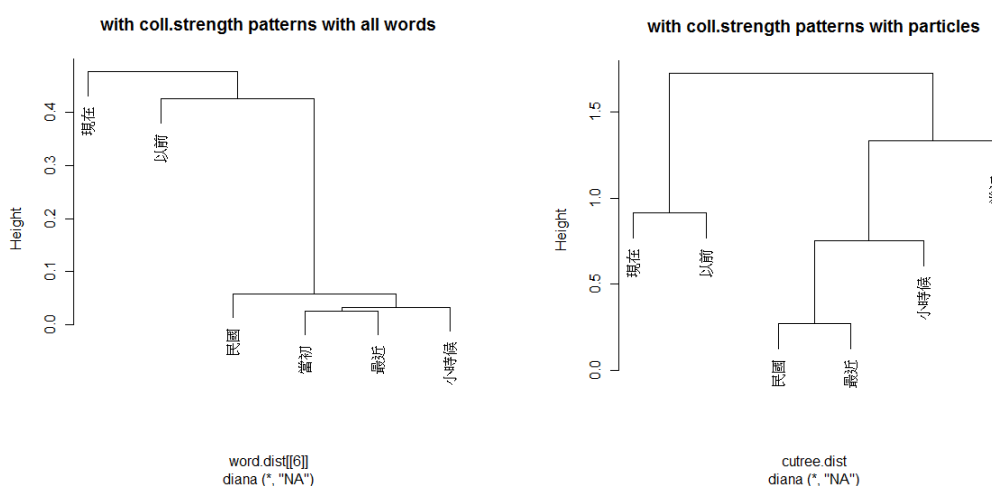 with coll.strength patterns with all words
Height
0.0
0.1
0.2
0.3
0.4
現在
以前
民國
當初
最近
小時候
word.dist[[6]]
diana (*, "NA")
with coll.strength patterns with particles
Height
0.0
0.5
1.0
1.5
現在
以前
民國
最近
小時候
cutree.dist
diana (*, "NA")